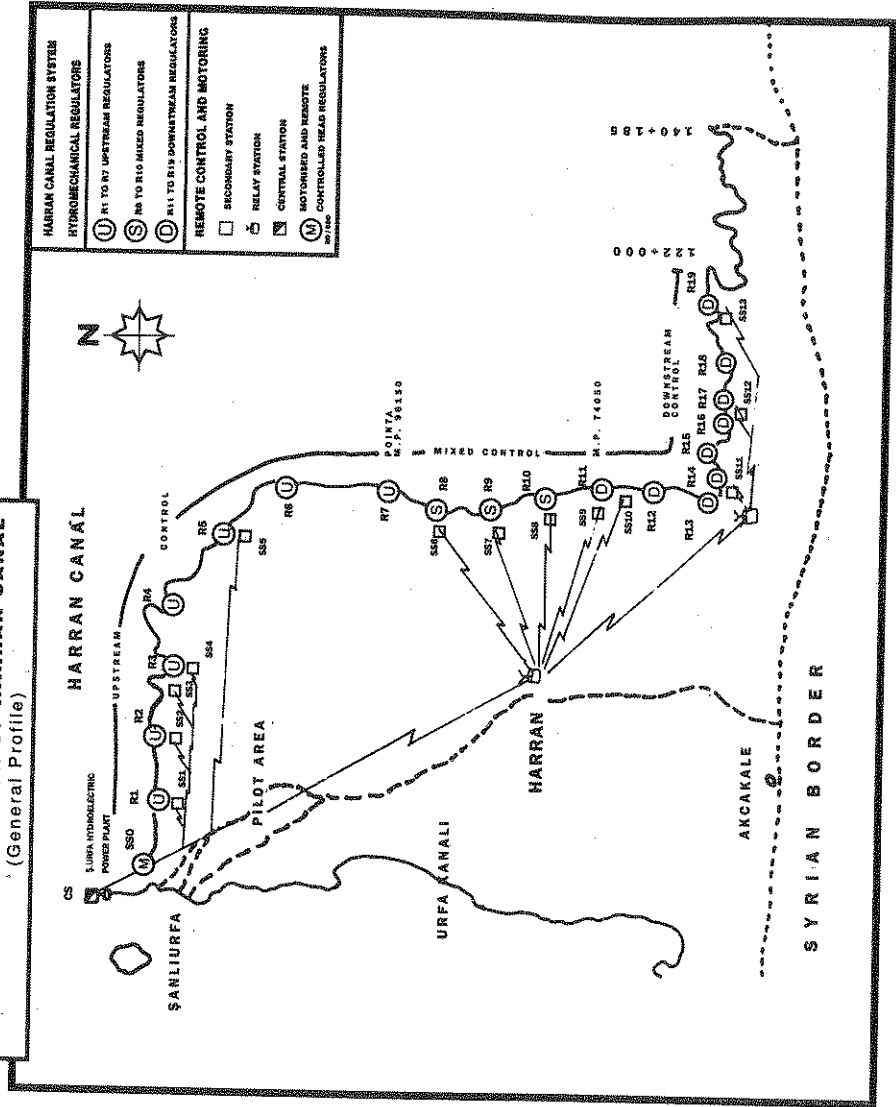 (General Profile)
HARRAN CANAL REGULATION SYSTEM
HYDROMECHANICAL REGULATORS
U R1 TO R7 UPSTREAM REGULATORS
S R8 TO R10 MIXED REGULATORS
D R11 TO R19 DOWNSTREAM REGULATORS
REMOTE CONTROL AND MOTORING
SECONDARY STATION
RELAY STATION
CENTRAL STATION
M MOTORISED AND REMOTE
CONTROLLED HEAD REGULATORS
N
HARRAN CANAL
CS
Ş.URFA HYDROELECTRIC
POWER PLANT
UPSTREAM
CONTROL
SS0
M
R1
U
SS1
R2
U
SS2
R3
U
SS3
SS4
R4
U
R5
U
SS5
R6
U
R7
U
POINTA
M.P. 96150
MIXED CONTROL
R8
S
SS6
R9
S
SS7
R10
S
SS8
M.P. 74050
R11
D
SS9
SS10
R12
D
R13
D
R14
D
SS11
R15
D
R16
D
R17
D
SS12
R18
D
R19
D
SS13
DOWNSTREAM
CONTROL
122+000
140+185
ŞANLIURFA
PILOT AREA
URFA KANALI
HARRAN
AKCAKALE
SYRIAN BORDER